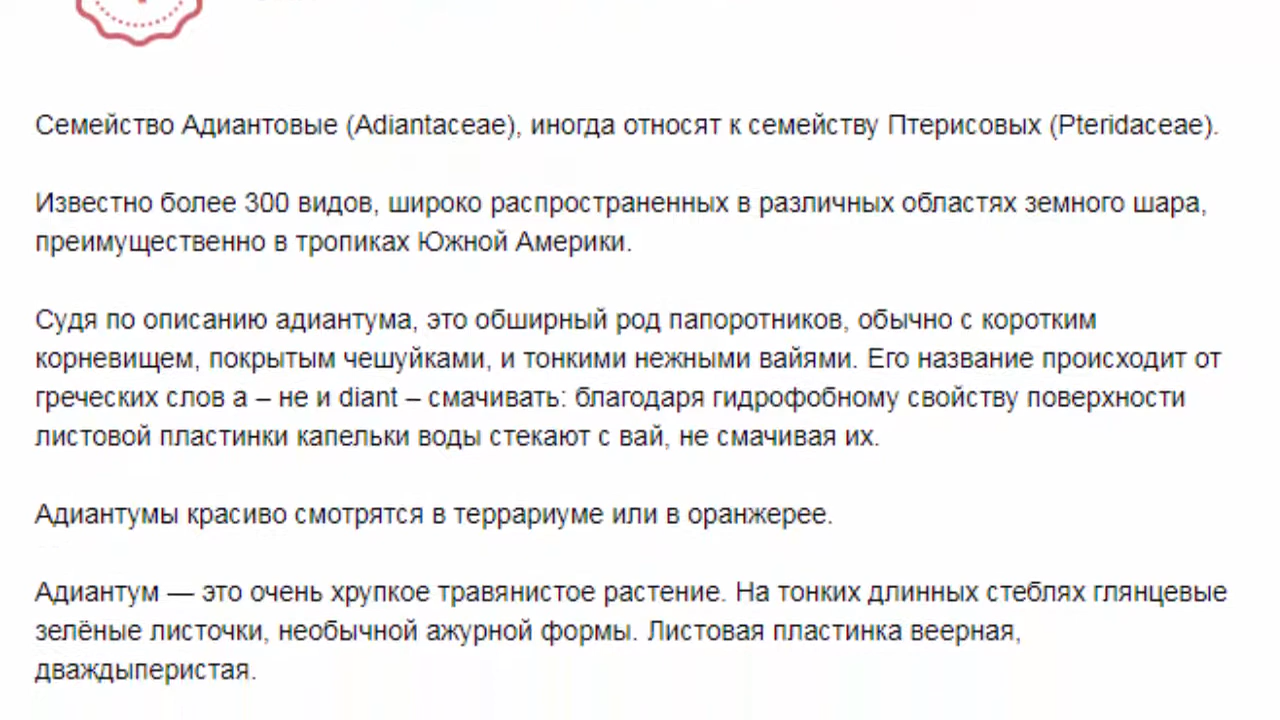 Семейство Адиантовые (Adiantaceae), иногда относят к семейству Птерисовых (Pteridaceae).
Известно более 300 видов, широко распространенных в различных областях земного шара,
преимущественно в тропиках Южной Америки.
Судя по описанию адиантума, это обширный род папоротников, обычно с коротким
корневищем, покрытым чешуйками, и тонкими нежными вайями. Его название происходит от
греческих слов a – не и diant – смачивать: благодаря гидрофобному свойству поверхности
листовой пластинки капельки воды стекают с вай, не смачивая их.
Адиантумы красиво смотрятся в террариуме или в оранжерее.
Адиантум — это очень хрупкое травянистое растение. На тонких длинных стеблях глянцевые
зелёные листочки, необычной ажурной формы. Листовая пластинка веерная,
дваждыперистая.